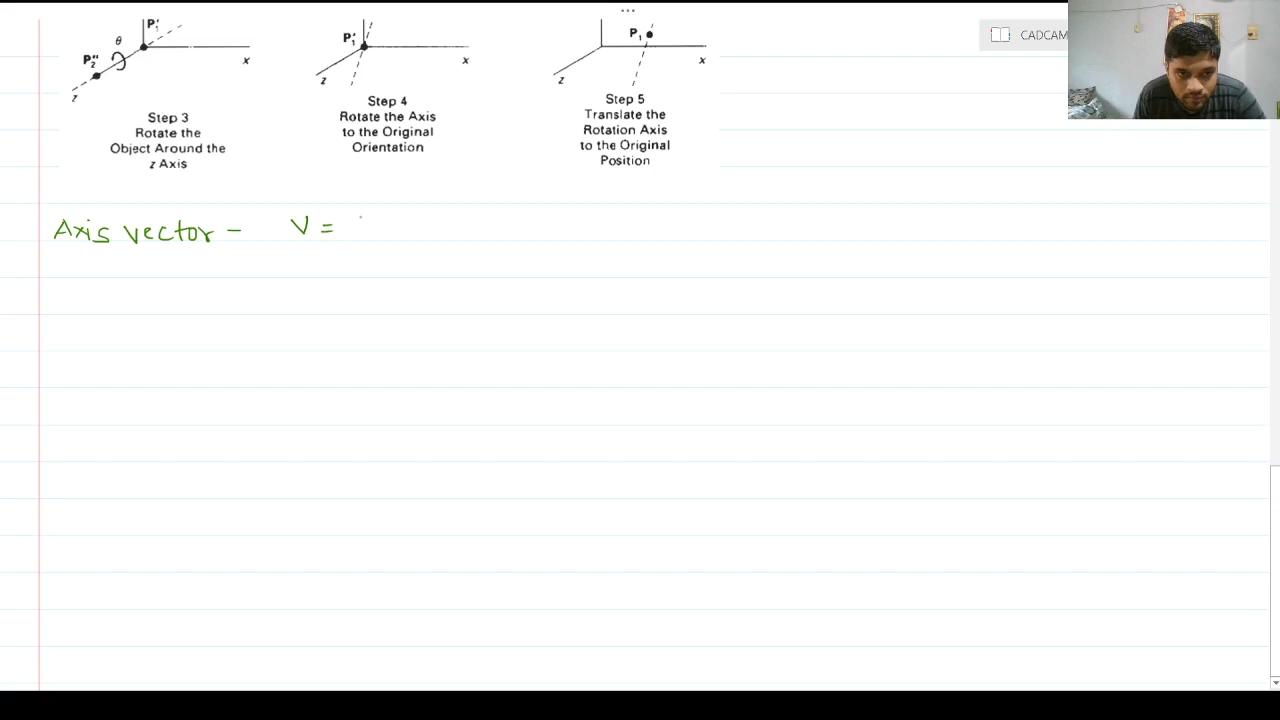 ...
CADCAM
P₁'
θ
P₂''
x
z
Step 3
Rotate the
Object Around the
z Axis
P₁'
x
z
Step 4
Rotate the Axis
to the Original
Orientation
P₁
x
z
Step 5
Translate the
Rotation Axis
to the Original
Position
Axis vector - V =